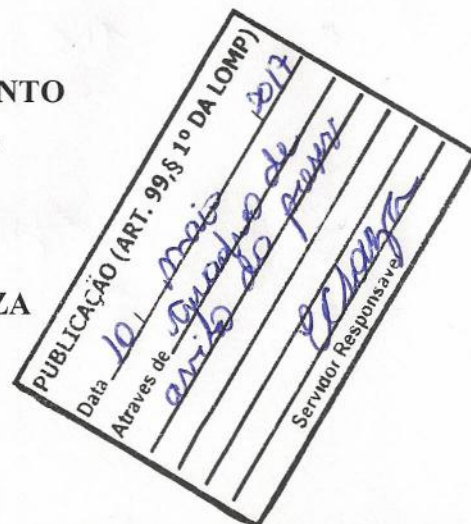 NTO
ZA
PUBLICAÇÃO (ART. 99,§ 1º DA LOMP)
Data 10, maio, 2017
Atraves de quadro de
aviso do
Servidor Responsavel